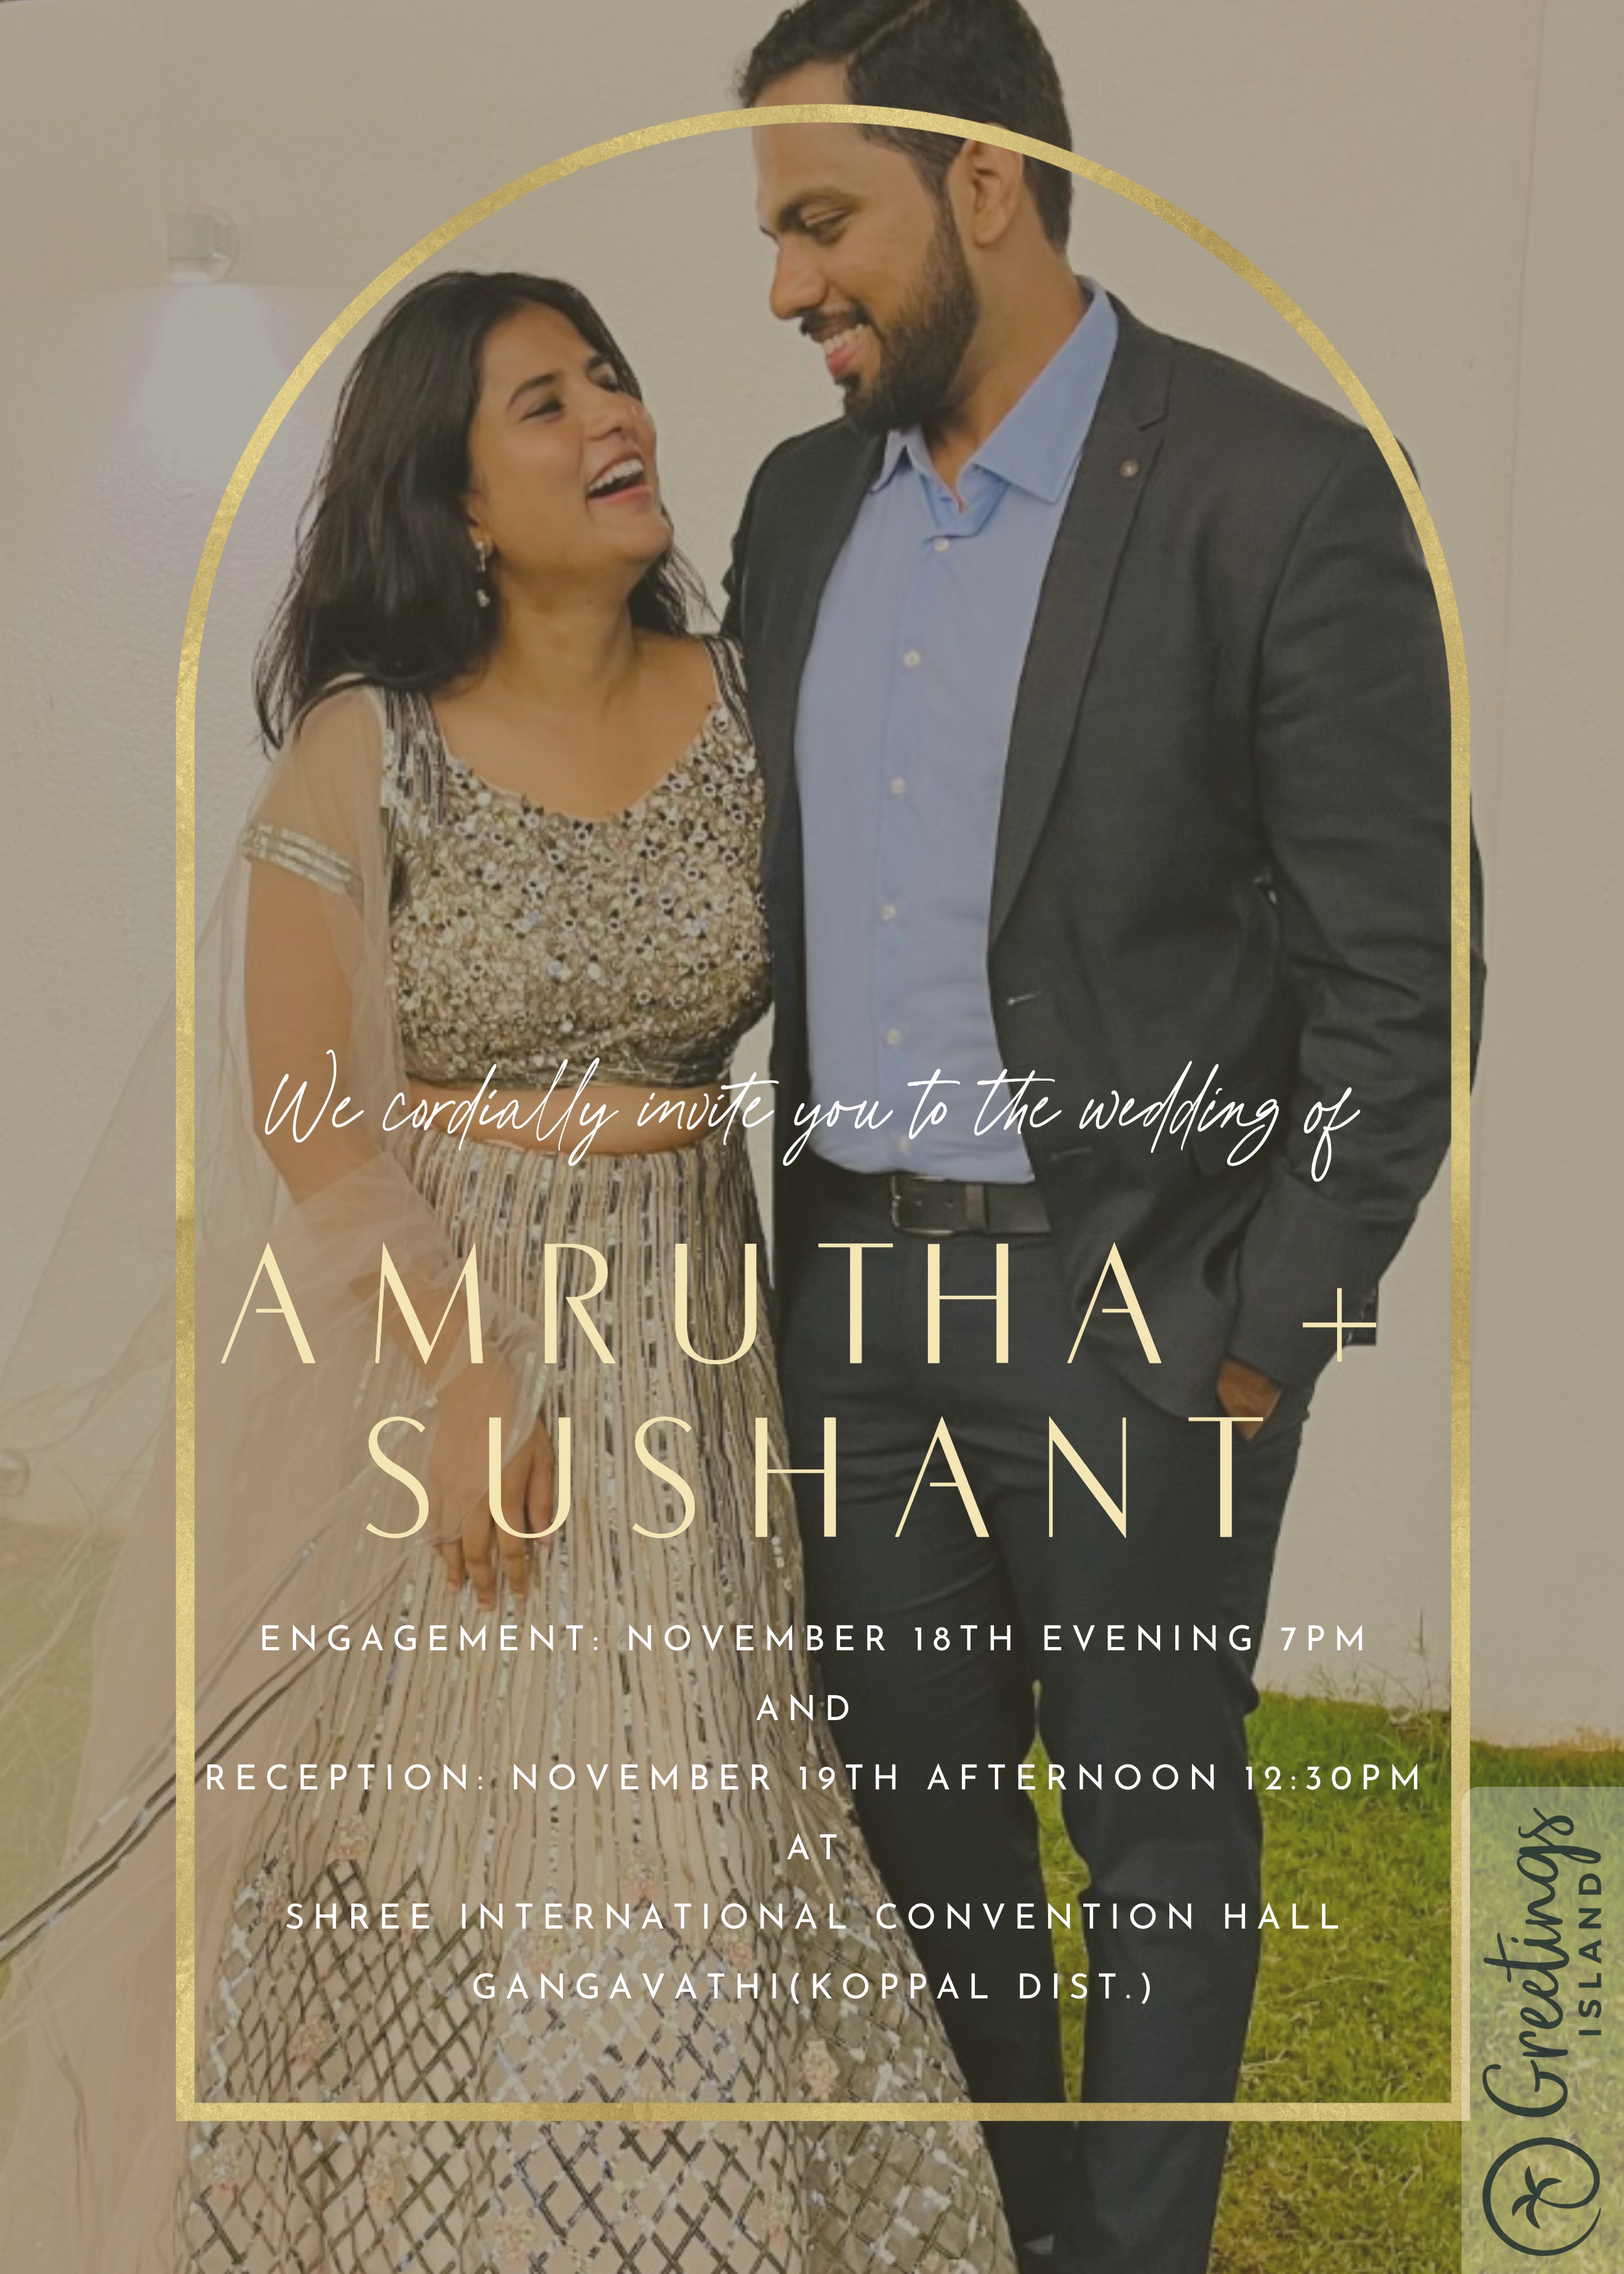 We cordially invite you to the wedding of
AMRUTHA +
SUSHANT
ENGAGEMENT: NOVEMBER 18TH EVENING 7PM
AND
RECEPTION: NOVEMBER 19TH AFTERNOON 12:30PM
AT
SHREE INTERNATIONAL CONVENTION HALL
GANGAVATHI(KOPPAL DIST.)
Greetings
ISLAND